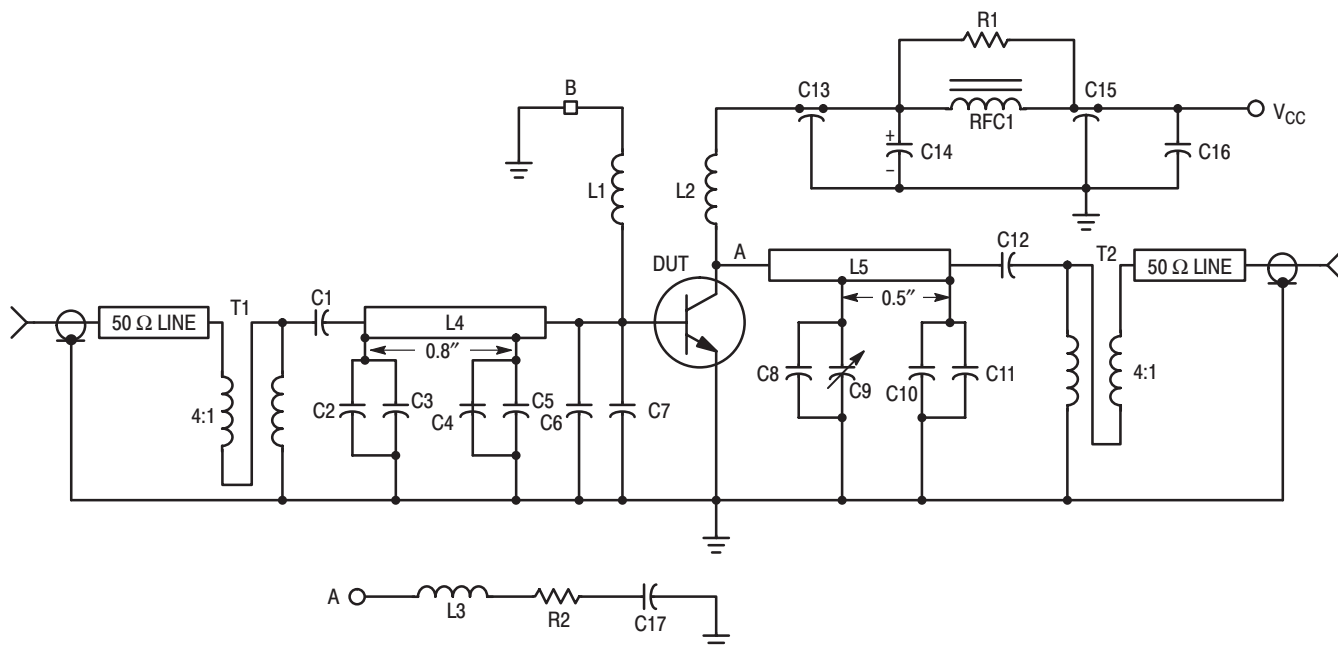 R1
B
C13
C15
RFC1
V_CC
+
C14
–
C16
L1
L2
C12
A
T2
DUT
L5
50 Ω LINE
0.5″
T1
C1
50 Ω LINE
L4
0.8″
C8
C9
C10
C11
4:1
4:1
C2
C3
C4
C5
C6
C7
A
L3
R2
C17